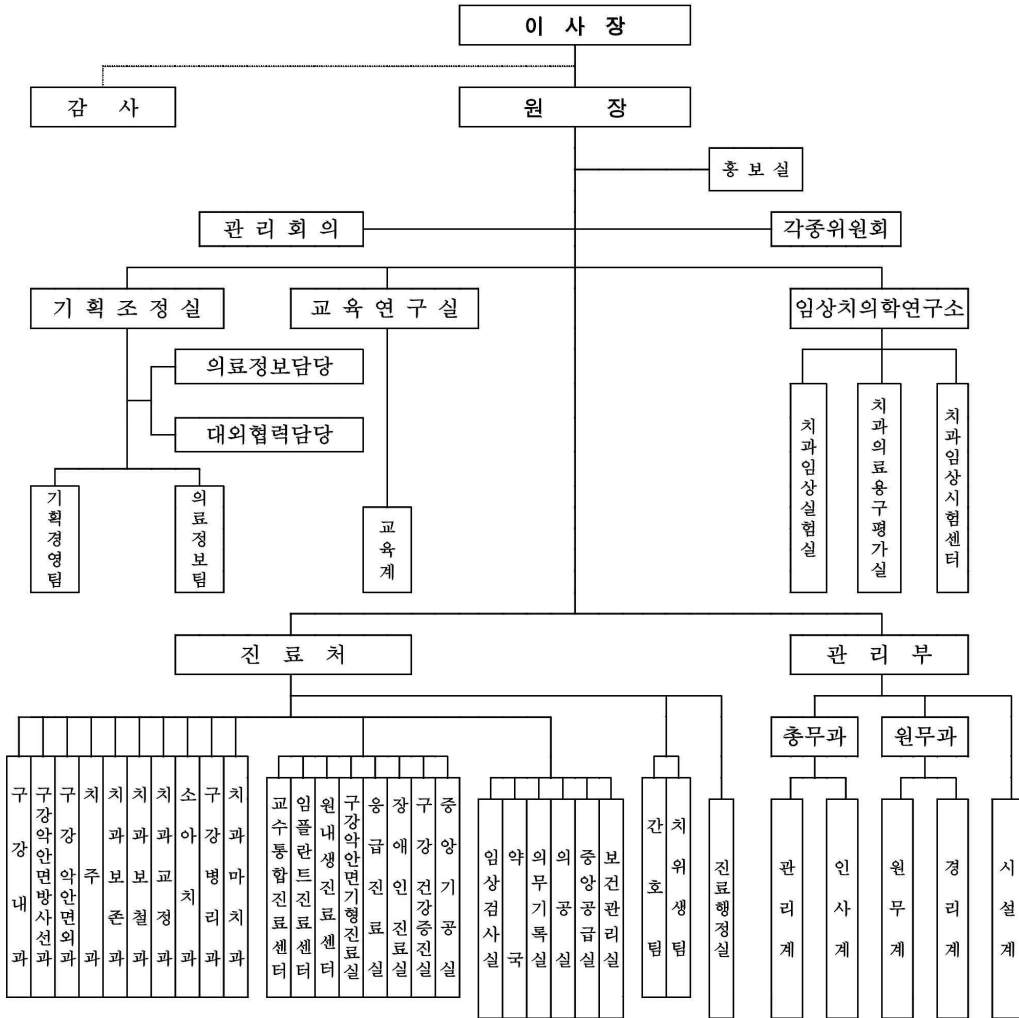 이 사 장
감 사
원 장
홍 보 실
관 리 회 의
각종위원회
기 획 조 정 실
교 육 연 구 실
임상치의학연구소
의료정보담당
대외협력담당
기획경영팀
의료정보팀
교육계
치과임상실험실
치과의료용구평가실
치과임상시험센터
진 료 처
관 리 부
총무과
원무과
구강내과
구강악안면방사선과
구강 악안면외과
치주과
치과보존과
치과보철과
치과교정과
소아치과
구강병리과
치과마치과
교수통합진료센터
임플란트진료센터
원내생진료센터
구강악안면기형진료실
응급진료실
장애인 진료실
구강 건강증진실
중앙기공실
임상검사실
약국
의무기록실
의공실
중앙공급실
보건관리실
간호팀
치위생팀
진료행정실
관리계
인사계
원무계
경리계
시설계